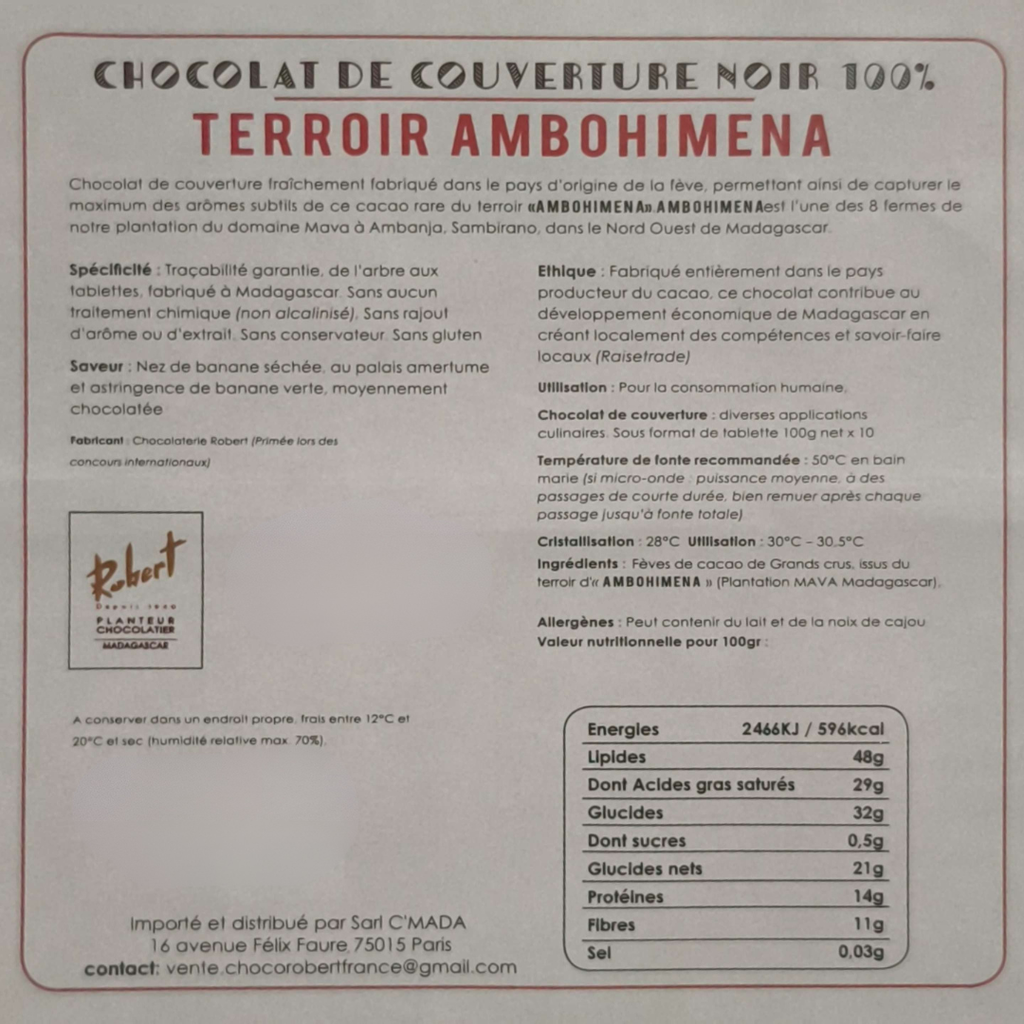 CHOCOLAT DE COUVERTURE NOIR 100%
TERROIR AMBOHIMENA
Chocolat de couverture fraîchement fabriqué dans le pays d'origine de la fève, permettant ainsi de capturer le
maximum des arômes subtils de ce cacao rare du terroir «AMBOHIMENA». AMBOHIMENAest l'une des 8 fermes de
notre plantation du domaine Mava à Ambanja, Sambirano, dans le Nord Ouest de Madagascar.
Spécificité : Traçabilité garantie, de l'arbre aux
tablettes, fabriqué à Madagascar. Sans aucun
traitement chimique (non alcalinisé). Sans rajout
d'arôme ou d'extrait. Sans conservateur. Sans gluten
Saveur : Nez de banane séchée, au palais amertume
et astringence de banane verte, moyennement
chocolatée
Fabricant : Chocolaterie Robert (Primée lors des
concours internationaux)
Robert
Depuis 1940
PLANTEUR
CHOCOLATIER
MADAGASCAR
A conserver dans un endroit propre, frais entre 12°C et
20°C et sec (humidité relative max. 70%).
Importé et distribué par Sarl C'MADA
16 avenue Félix Faure 75015 Paris
contact: vente.chocorobertfrance@gmail.com
Ethique : Fabriqué entièrement dans le pays
producteur du cacao, ce chocolat contribue au
développement économique de Madagascar en
créant localement des compétences et savoir-faire
locaux (Raisetrade)
Utilisation : Pour la consommation humaine.
Chocolat de couverture : diverses applications
culinaires. Sous format de tablette 100g net x 10
Température de fonte recommandée : 50°C en bain
marie (si micro-onde : puissance moyenne, à des
passages de courte durée, bien remuer après chaque
passage jusqu'à fonte totale)
Cristallisation : 28°C Utilisation : 30°C - 30.5°C
Ingrédients : Fèves de cacao de Grands crus, issus du
terroir d'« AMBOHIMENA » (Plantation MAVA Madagascar).
Allergènes : Peut contenir du lait et de la noix de cajou
Valeur nutritionnelle pour 100gr :
Energies 2466KJ / 596kcal
Lipides 48g
Dont Acides gras saturés 29g
Glucides 32g
Dont sucres 0,5g
Glucides nets 21g
Protéines 14g
Fibres 11g
Sel 0,03g